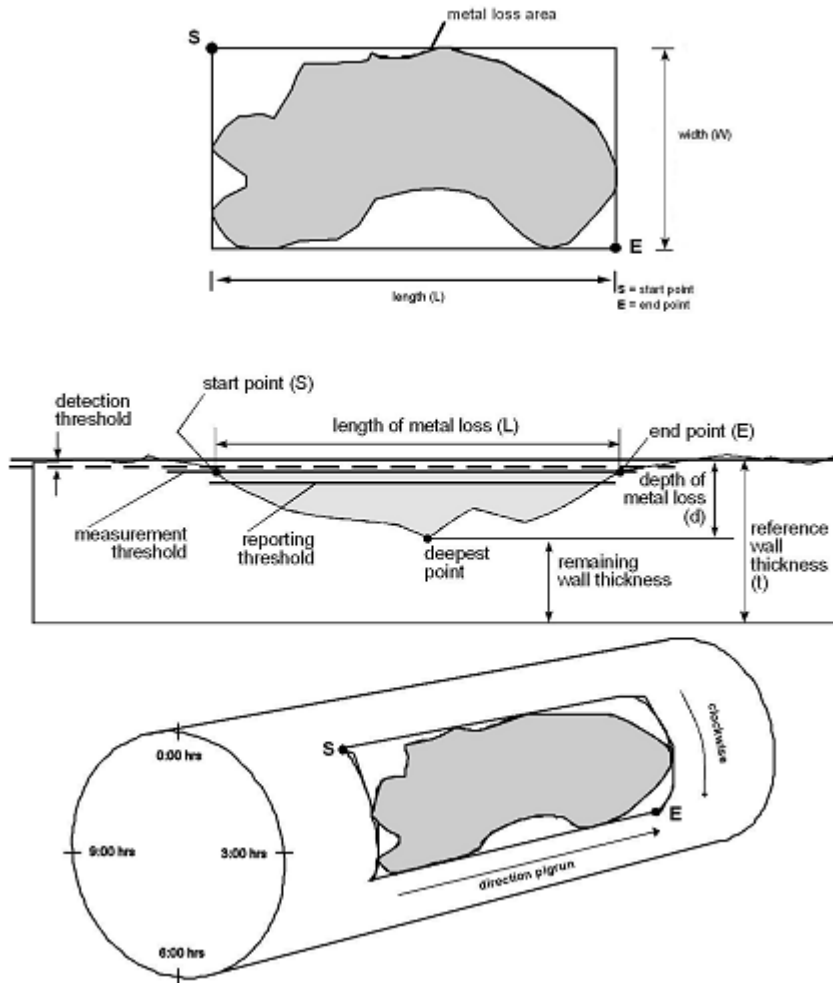 metal loss area
S
width (W)
E
length (L)
S = start point
E = end point
start point (S)
detection
threshold
length of metal loss (L)
end point (E)
depth of
metal loss
(d)
measurement
threshold
reporting
threshold
deepest
point
remaining
wall thickness
reference
wall
thickness
(t)
0:00 hrs
9:00 hrs
3:00 hrs
6:00 hrs
S
E
clockwise
direction pigrun